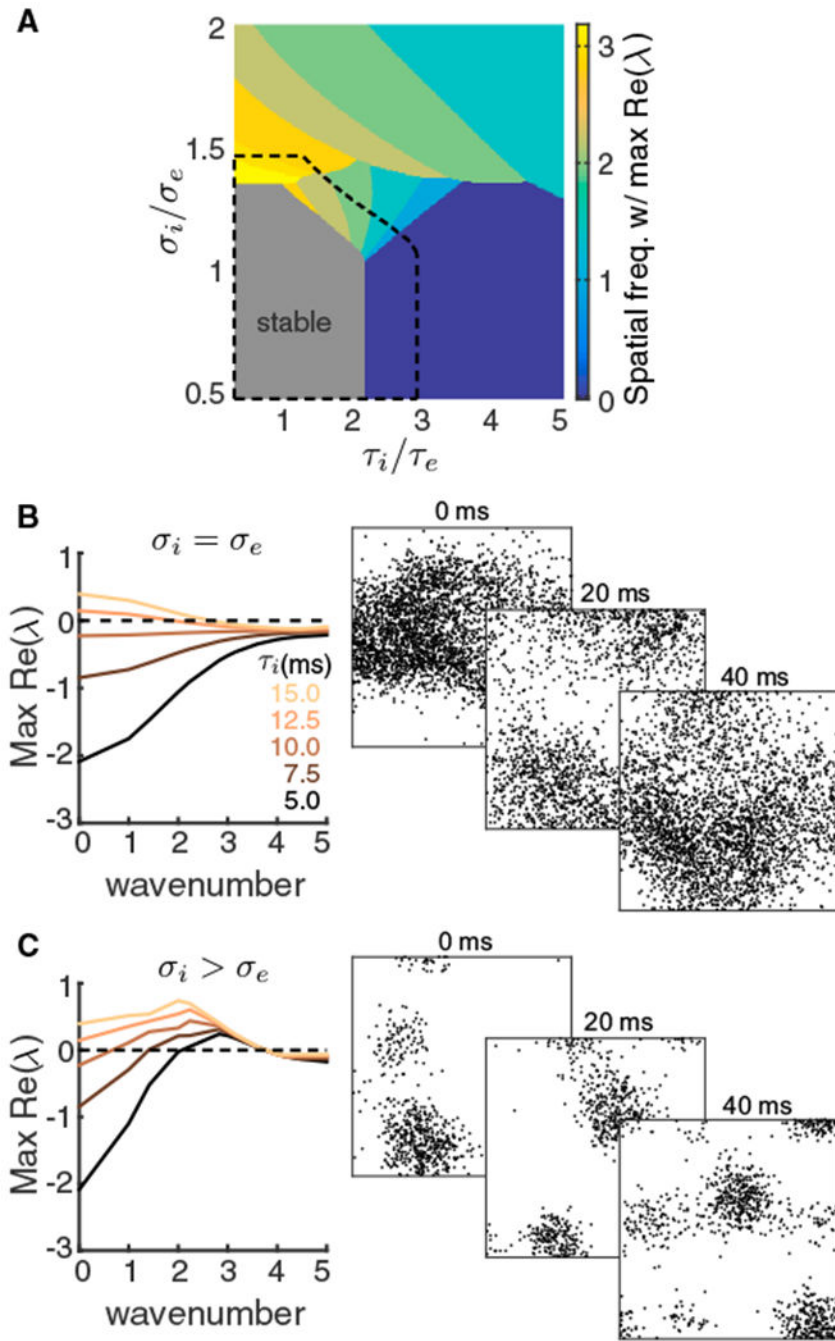 A
2
1.5
1
0.5
σi/σe
stable
1 2 3 4 5
τi/τe
3
2
1
0
Spatial freq. w/ max Re(λ)
B
σi = σe
1
0
-1
-2
-3
Max Re(λ)
τi(ms)
15.0
12.5
10.0
7.5
5.0
0 1 2 3 4 5
wavenumber
0 ms
20 ms
40 ms
C
σi > σe
1
0
-1
-2
-3
Max Re(λ)
0 1 2 3 4 5
wavenumber
0 ms
20 ms
40 ms